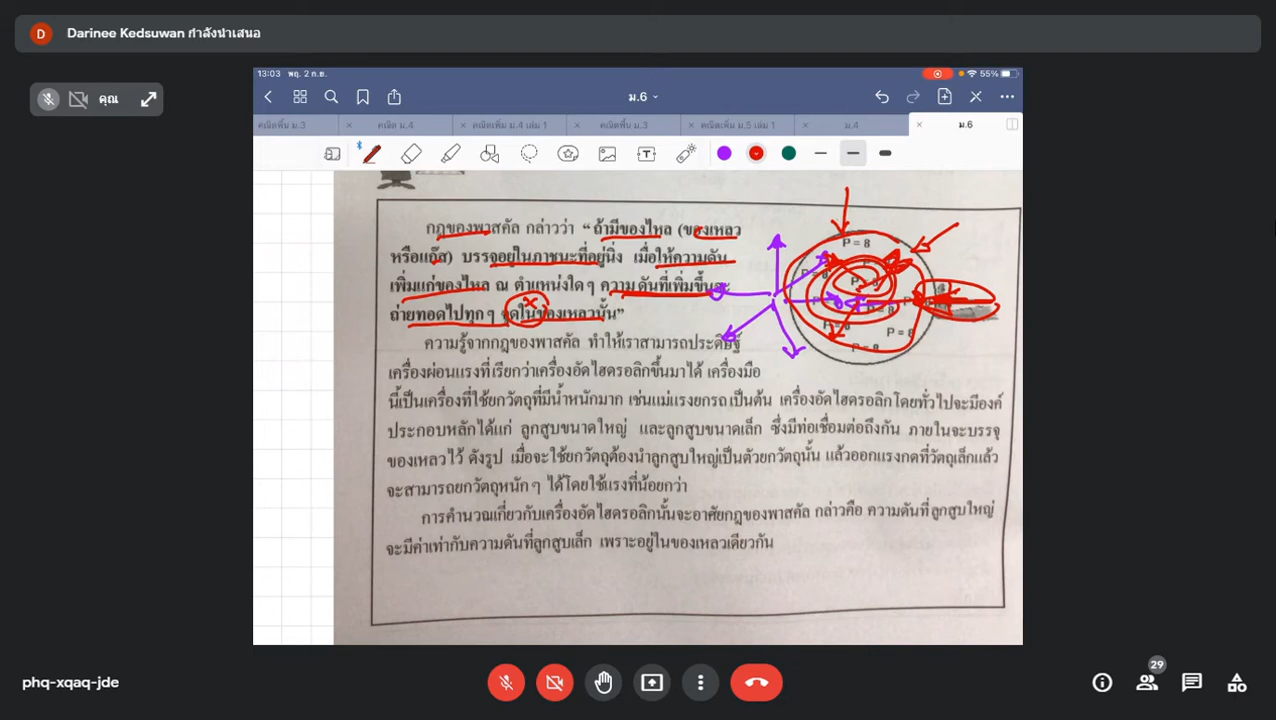 D Darinee Kedsuwan กำลังนำเสนอ
คุณ
13:03 พฤ. 2 ก.ย. 55%
ม.6
คณิตพื้น ม.3 คณิต ม.4 คณิตเพิ่ม ม.4 เล่ม 1 คณิตพื้น ม.3 คณิตเพิ่ม ม.5 เล่ม 1 ม.4 ม.6
กฎของพาสคัล กล่าวว่า “ ถ้ามีของไหล (ของเหลว
หรือแก๊ส) บรรจุอยู่ในภาชนะที่อยู่นิ่ง เมื่อให้ความดัน
เพิ่มแก่ของไหล ณ ตำแหน่งใด ๆ ความดันที่เพิ่มขึ้นจะ
ถ่ายทอดไปทุกๆ จุดในของเหลวนั้น”
P = 8
P = 8
P = 8
P = 8
ความรู้จากกฎของพาสคัล ทำให้เราสามารถประดิษฐ์
เครื่องผ่อนแรงที่เรียกว่าเครื่องอัดไฮดรอลิกขึ้นมาได้ เครื่องมือ
นี้เป็นเครื่องที่ใช้ยกวัตถุที่มีน้ำหนักมาก เช่นแม่แรงยกรถเป็นต้น เครื่องอัดไฮดรอลิกโดยทั่วไปจะมีองค์
ประกอบหลักได้แก่ ลูกสูบขนาดใหญ่ และลูกสูบขนาดเล็ก ซึ่งมีท่อเชื่อมต่อถึงกัน ภายในจะบรรจุ
ของเหลวไว้ ดังรูป เมื่อจะใช้ยกวัตถุต้องนำลูกสูบใหญ่เป็นตัวยกวัตถุนั้น แล้วออกแรงกดที่วัตถุเล็กแล้ว
จะสามารถยกวัตถุหนัก ๆ ได้โดยใช้แรงที่น้อยกว่า
การคำนวณเกี่ยวกับเครื่องอัดไฮดรอลิกนั้นจะอาศัยกฎของพาสคัล กล่าวคือ ความดันที่ลูกสูบใหญ่
จะมีค่าเท่ากับความดันที่ลูกสูบเล็ก เพราะอยู่ในของเหลวเดียวกัน
phq-xqaq-jde
29